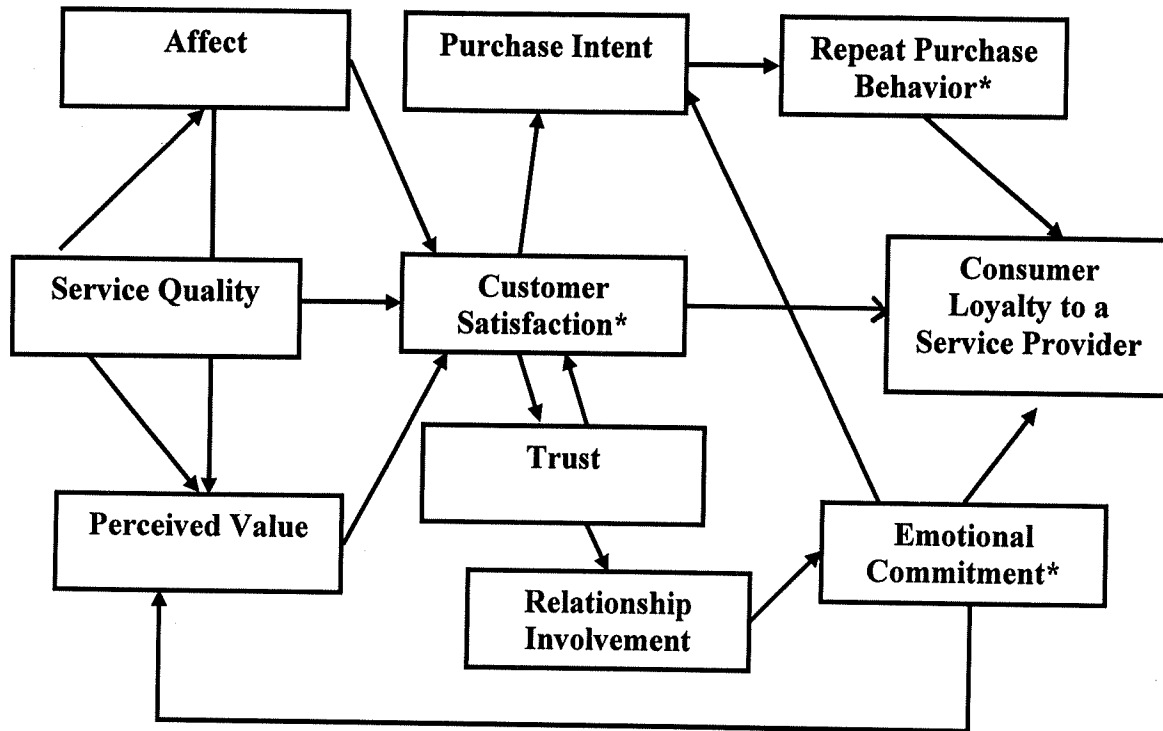 Affect
Purchase Intent
Repeat Purchase
Behavior*
Service Quality
Customer
Satisfaction*
Consumer
Loyalty to a
Service Provider
Trust
Perceived Value
Emotional
Commitment*
Relationship
Involvement